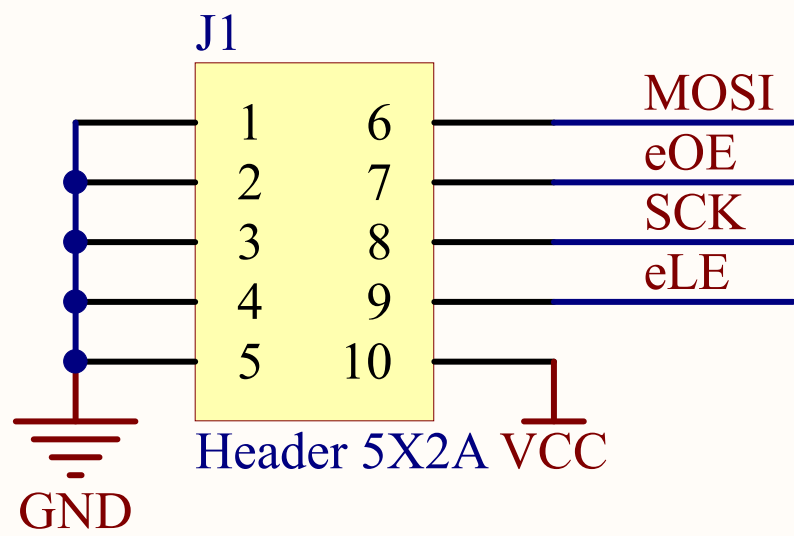 J1
1 6 MOSI
2 7 eOE
3 8 SCK
4 9 eLE
5 10
Header 5X2A VCC
GND